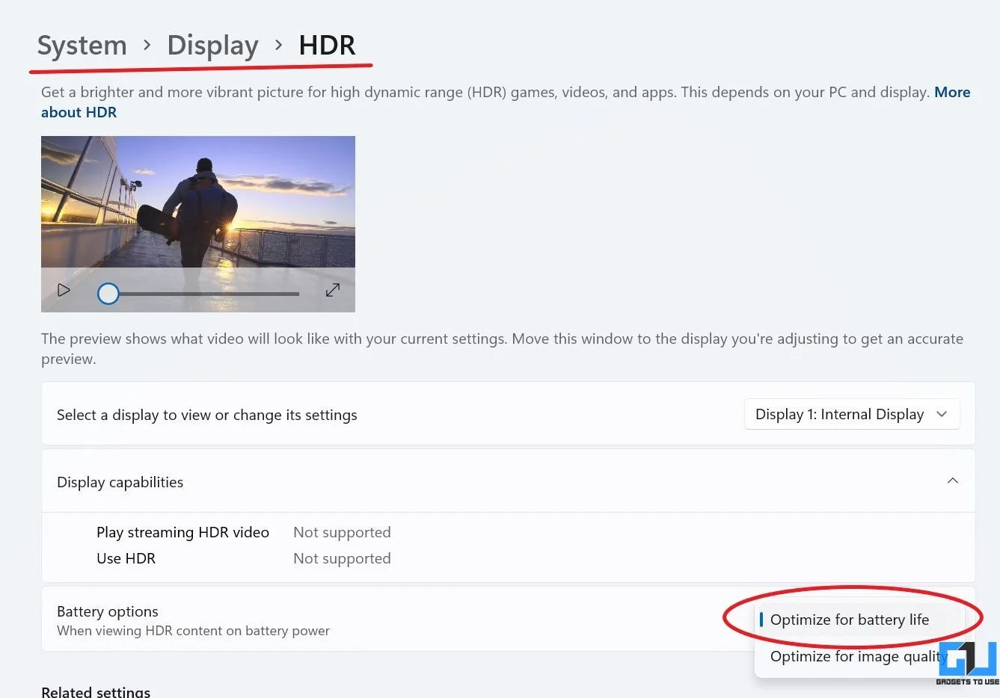 System > Display > HDR
Get a brighter and more vibrant picture for high dynamic range (HDR) games, videos, and apps. This depends on your PC and display. More
about HDR
The preview shows what video will look like with your current settings. Move this window to the display you're adjusting to get an accurate
preview.
Select a display to view or change its settings
Display 1: Internal Display
Display capabilities
Play streaming HDR video Not supported
Use HDR Not supported
Battery options
When viewing HDR content on battery power
Optimize for battery life
Optimize for image quality
GADGETS TO USE
Related settings